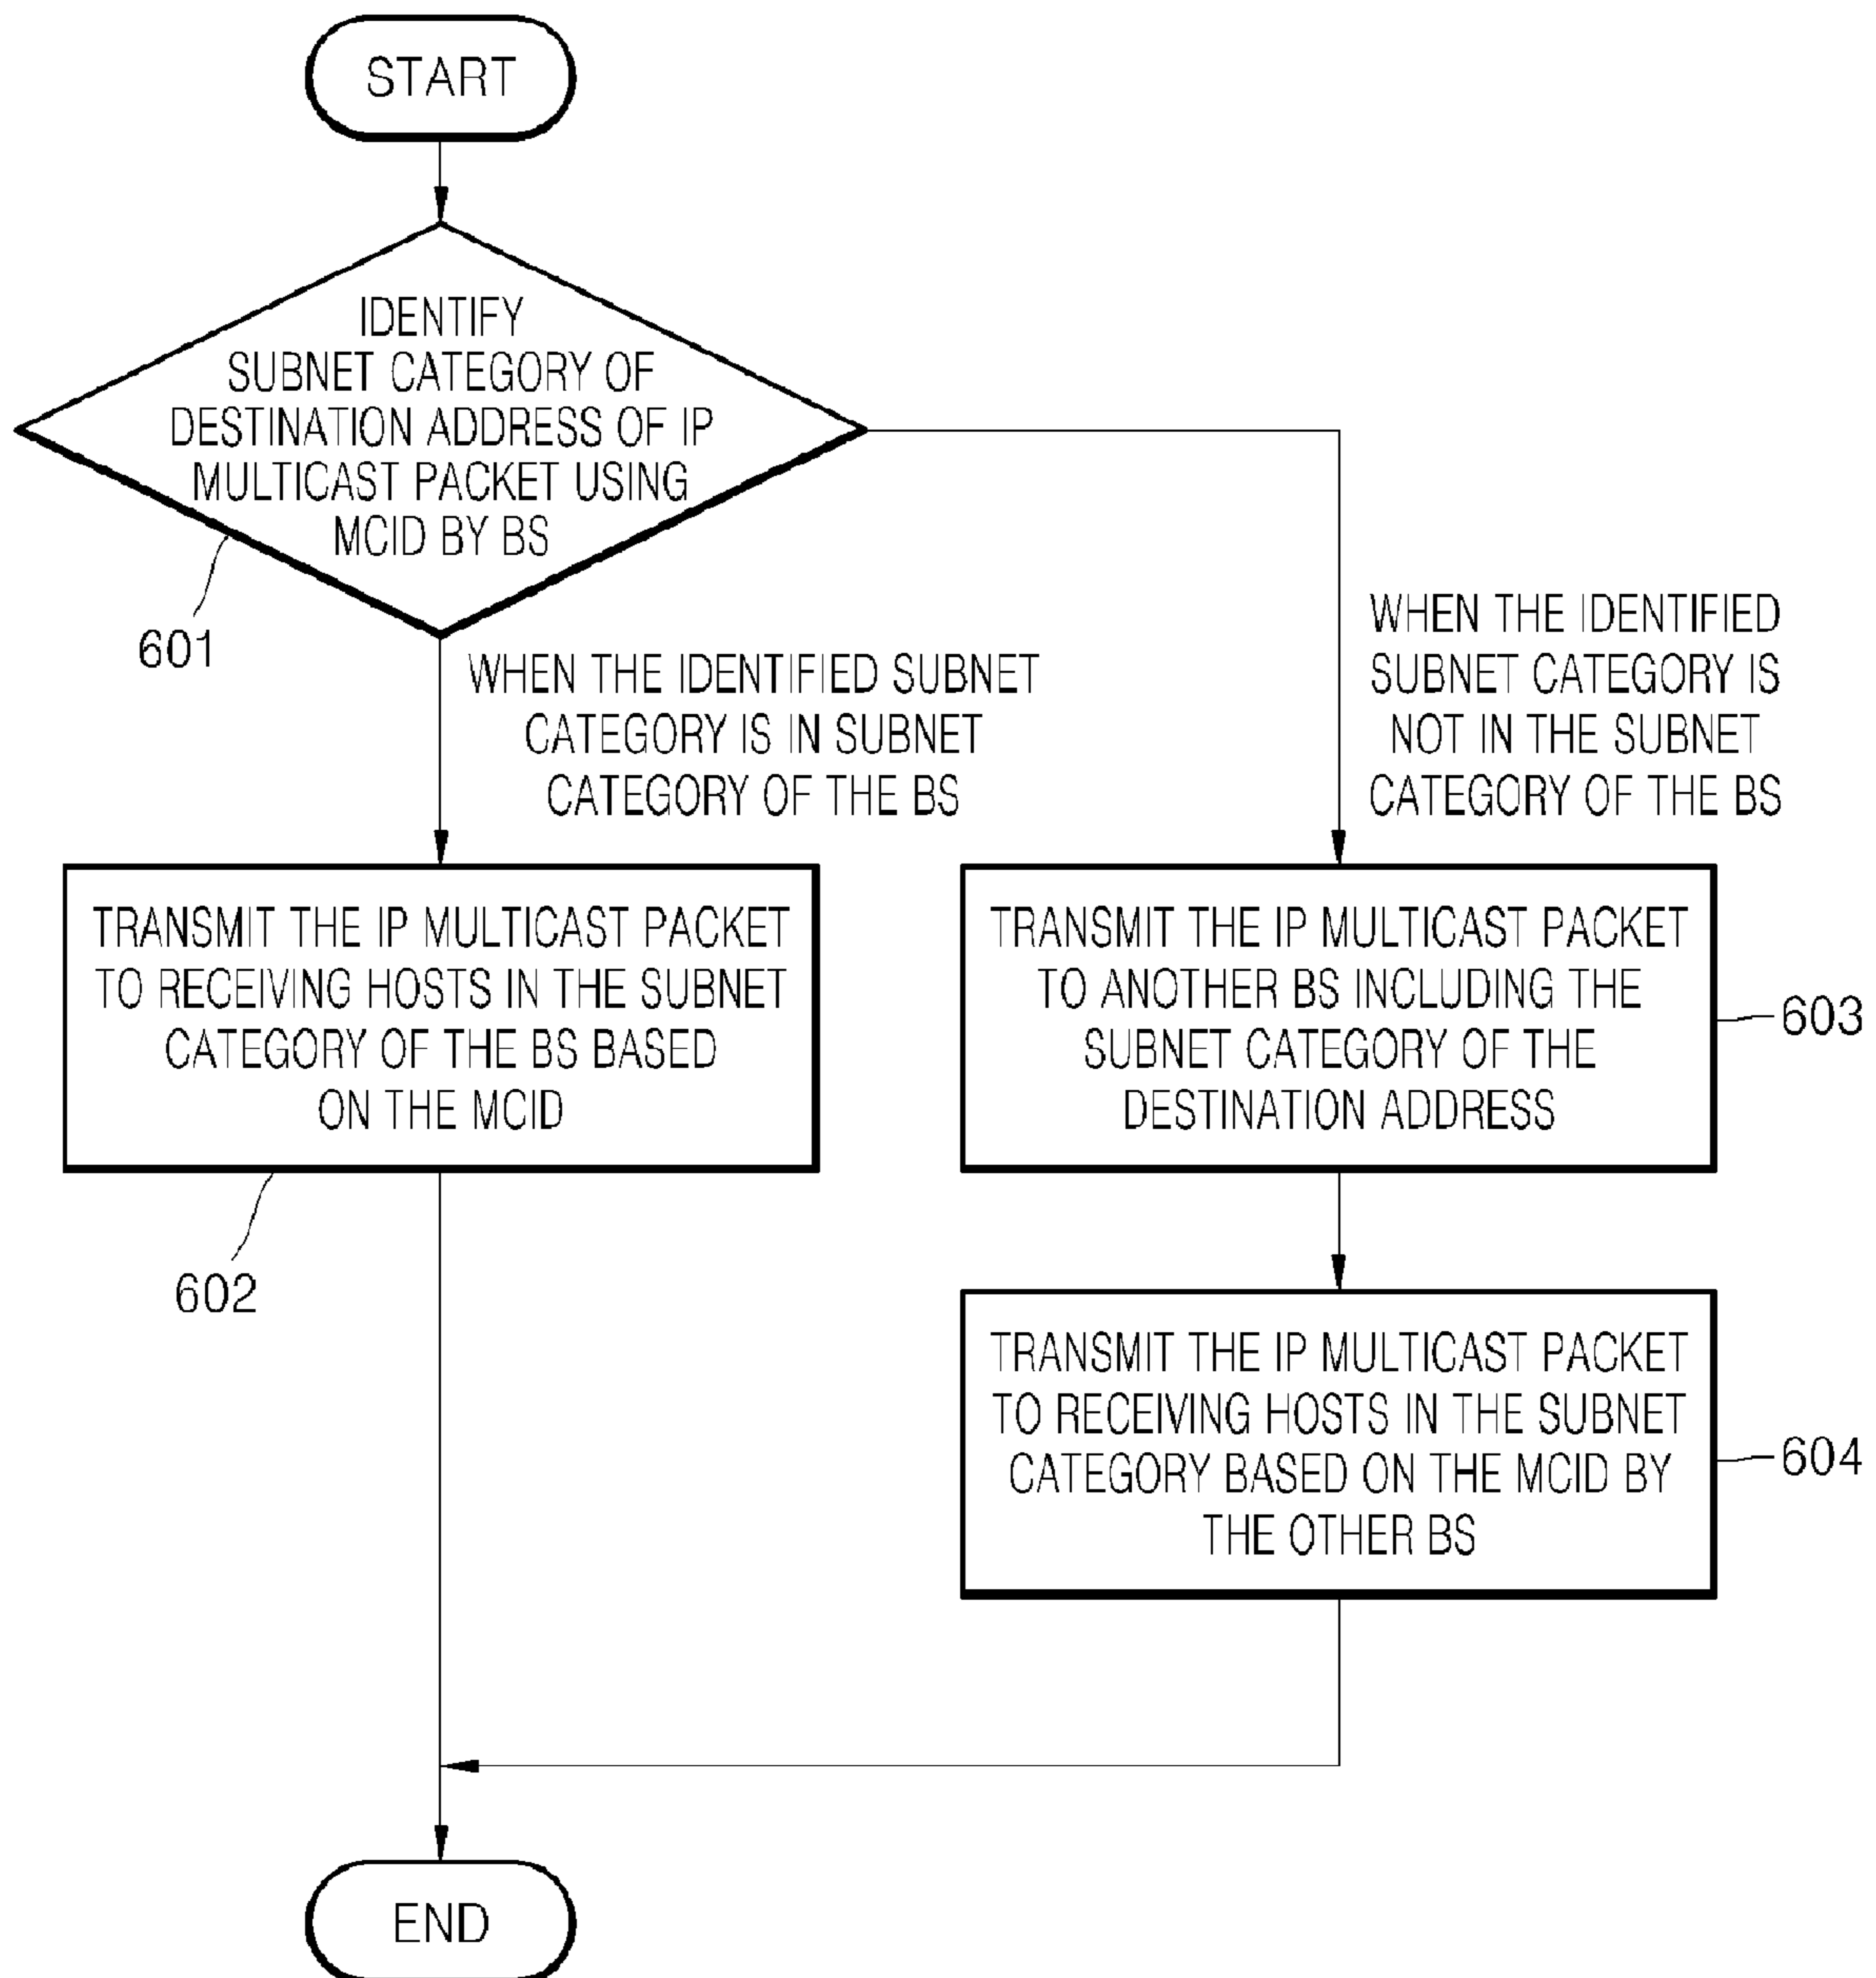 START
IDENTIFY
SUBNET CATEGORY OF
DESTINATION ADDRESS OF IP
MULTICAST PACKET USING
MCID BY BS
601
WHEN THE IDENTIFIED SUBNET
CATEGORY IS IN SUBNET
CATEGORY OF THE BS
WHEN THE IDENTIFIED
SUBNET CATEGORY IS
NOT IN THE SUBNET
CATEGORY OF THE BS
TRANSMIT THE IP MULTICAST PACKET
TO RECEIVING HOSTS IN THE SUBNET
CATEGORY OF THE BS BASED
ON THE MCID
602
TRANSMIT THE IP MULTICAST PACKET
TO ANOTHER BS INCLUDING THE
SUBNET CATEGORY OF THE
DESTINATION ADDRESS
603
TRANSMIT THE IP MULTICAST PACKET
TO RECEIVING HOSTS IN THE SUBNET
CATEGORY BASED ON THE MCID BY
THE OTHER BS
604
END